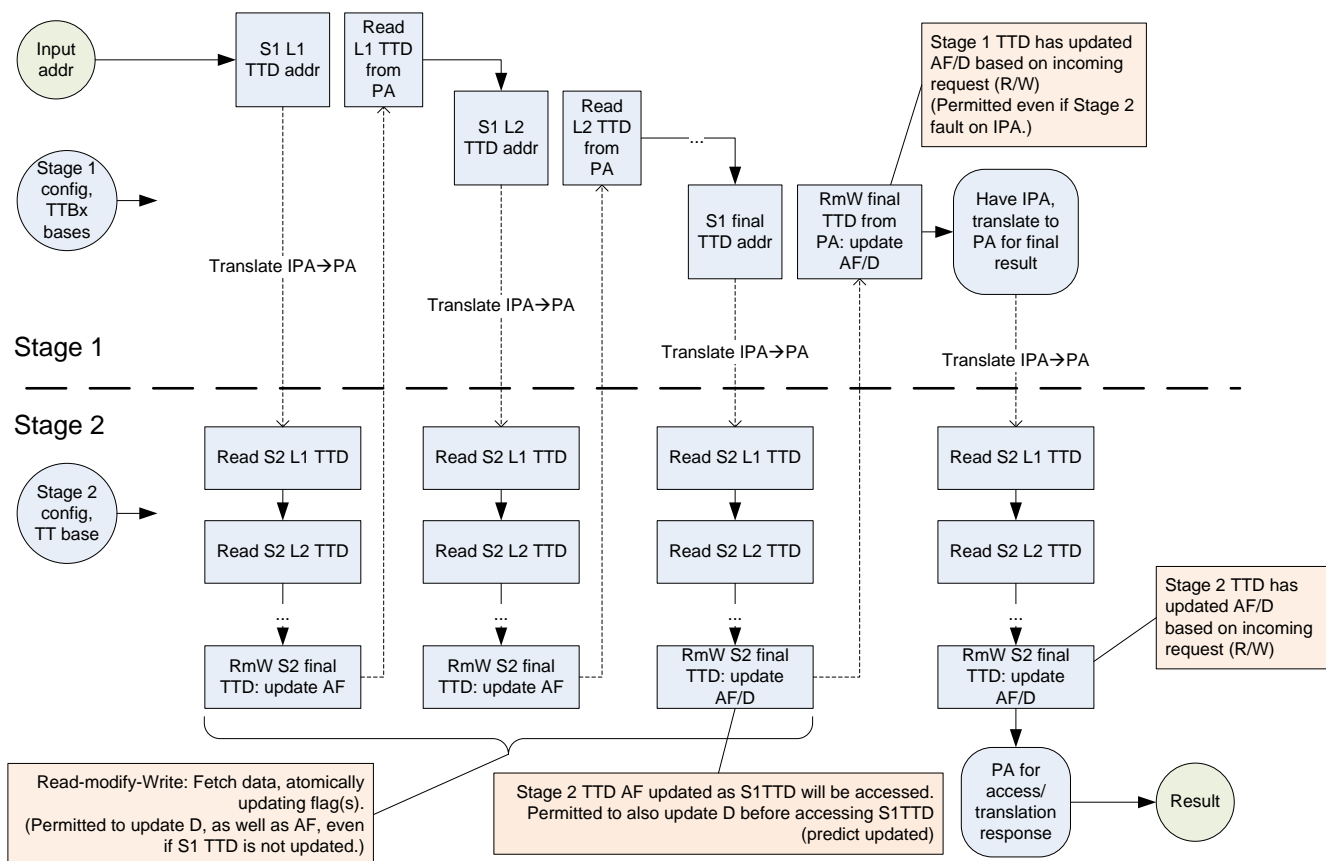 Input
addr
S1 L1
TTD addr
Read
L1 TTD
from
PA
S1 L2
TTD addr
Read
L2 TTD
from
PA
...
S1 final
TTD addr
RmW final
TTD from
PA: update
AF/D
Have IPA,
translate to
PA for final
result
Stage 1 TTD has updated
AF/D based on incoming
request (R/W)
(Permitted even if Stage 2
fault on IPA.)
Stage 1
config,
TTBx
bases
Translate IPA→PA
Translate IPA→PA
Translate IPA→PA
Translate IPA→PA
Stage 1
Stage 2
Stage 2
config,
TT base
Read S2 L1 TTD
Read S2 L2 TTD
...
RmW S2 final
TTD: update AF
Read S2 L1 TTD
Read S2 L2 TTD
...
RmW S2 final
TTD: update AF
Read S2 L1 TTD
Read S2 L2 TTD
...
RmW S2 final
TTD: update
AF/D
Read S2 L1 TTD
Read S2 L2 TTD
...
RmW S2 final
TTD: update
AF/D
Stage 2 TTD has
updated AF/D
based on incoming
request (R/W)
Read-modify-Write: Fetch data, atomically
updating flag(s).
(Permitted to update D, as well as AF, even
if S1 TTD is not updated.)
Stage 2 TTD AF updated as S1TTD will be accessed.
Permitted to also update D before accessing S1TTD
(predict updated)
PA for
access/
translation
response
Result